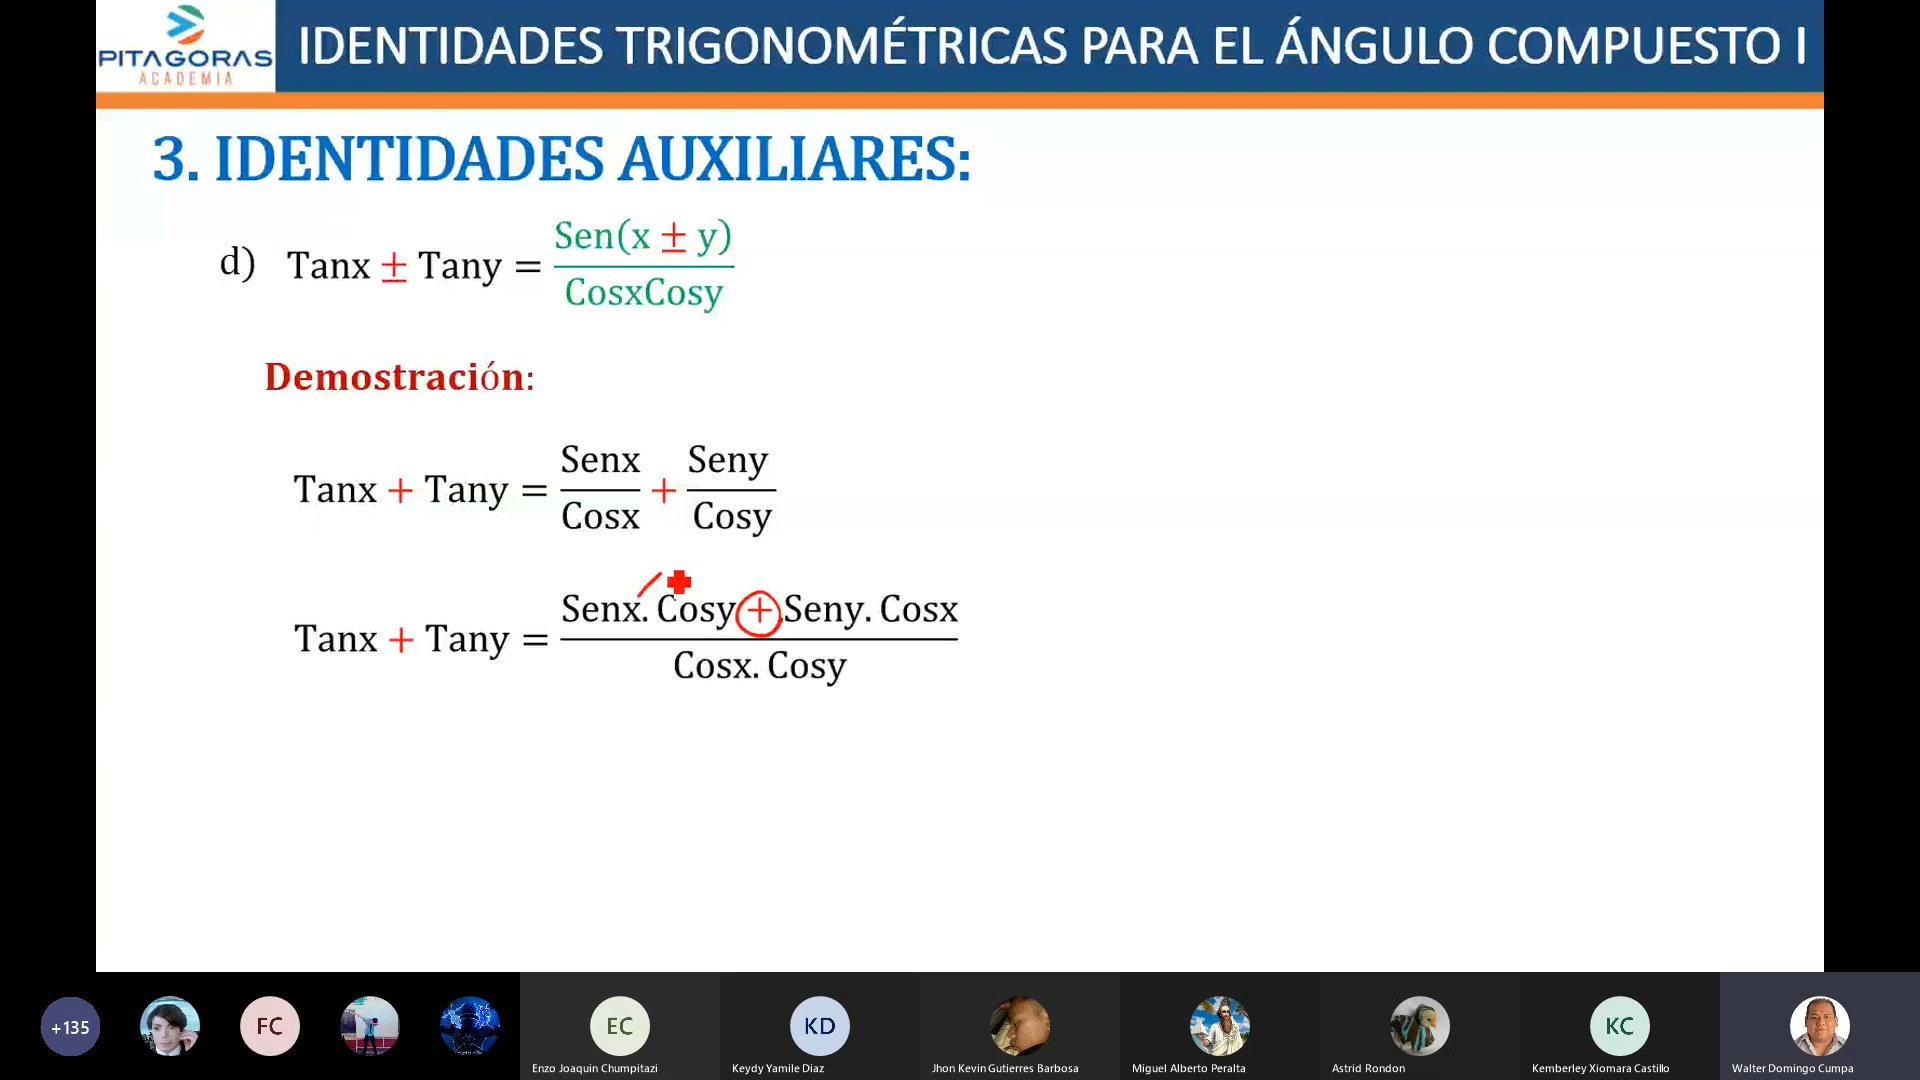 PITAGORAS
ACADEMIA
IDENTIDADES TRIGONOMÉTRICAS PARA EL ÁNGULO COMPUESTO I
3. IDENTIDADES AUXILIARES:
d) Tanx ± Tany = Sen(x ± y) / CosxCosy
Demostración:
Tanx + Tany = Senx / Cosx + Seny / Cosy
Tanx + Tany = Senx. Cosy + Seny. Cosx / Cosx. Cosy
+135 FC EC KD KC
Enzo Joaquin Chumpitazi Keydy Yamile Diaz Jhon Kevin Gutierres Barbosa Miguel Alberto Peralta Astrid Rondon Kemberley Xiomara Castillo Walter Domingo Cumpa